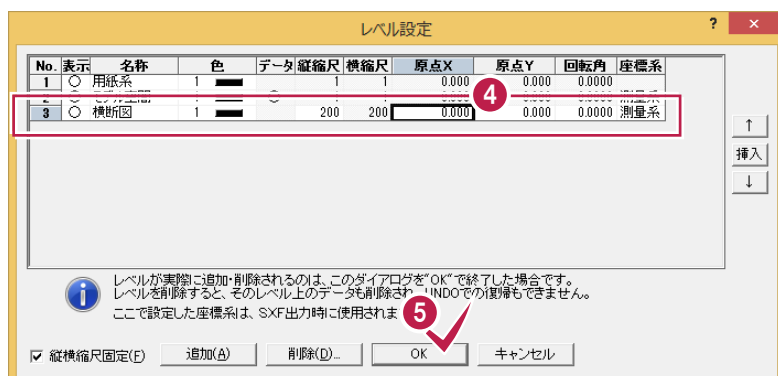 レベル設定
? ×
No. 表示 名称 色 データ 縦縮尺 横縮尺 原点X 原点Y 回転角 座標系
1 ○ 用紙系 1 1 1 0.000 0.000 0.0000
4
3 ○ 横断図 1 200 200 0.000 0.000 0.0000 測量系
↑
挿入
↓
レベルが実際に追加・削除されるのは、このダイアログを"OK"で終了した場合です。
レベルを削除すると、そのレベル上のデータも削除され、UNDOでの復帰もできません。
ここで設定した座標系は、SXF出力時に使用されま
5
縦横縮尺固定(F) 追加(A) 削除(D)... OK キャンセル